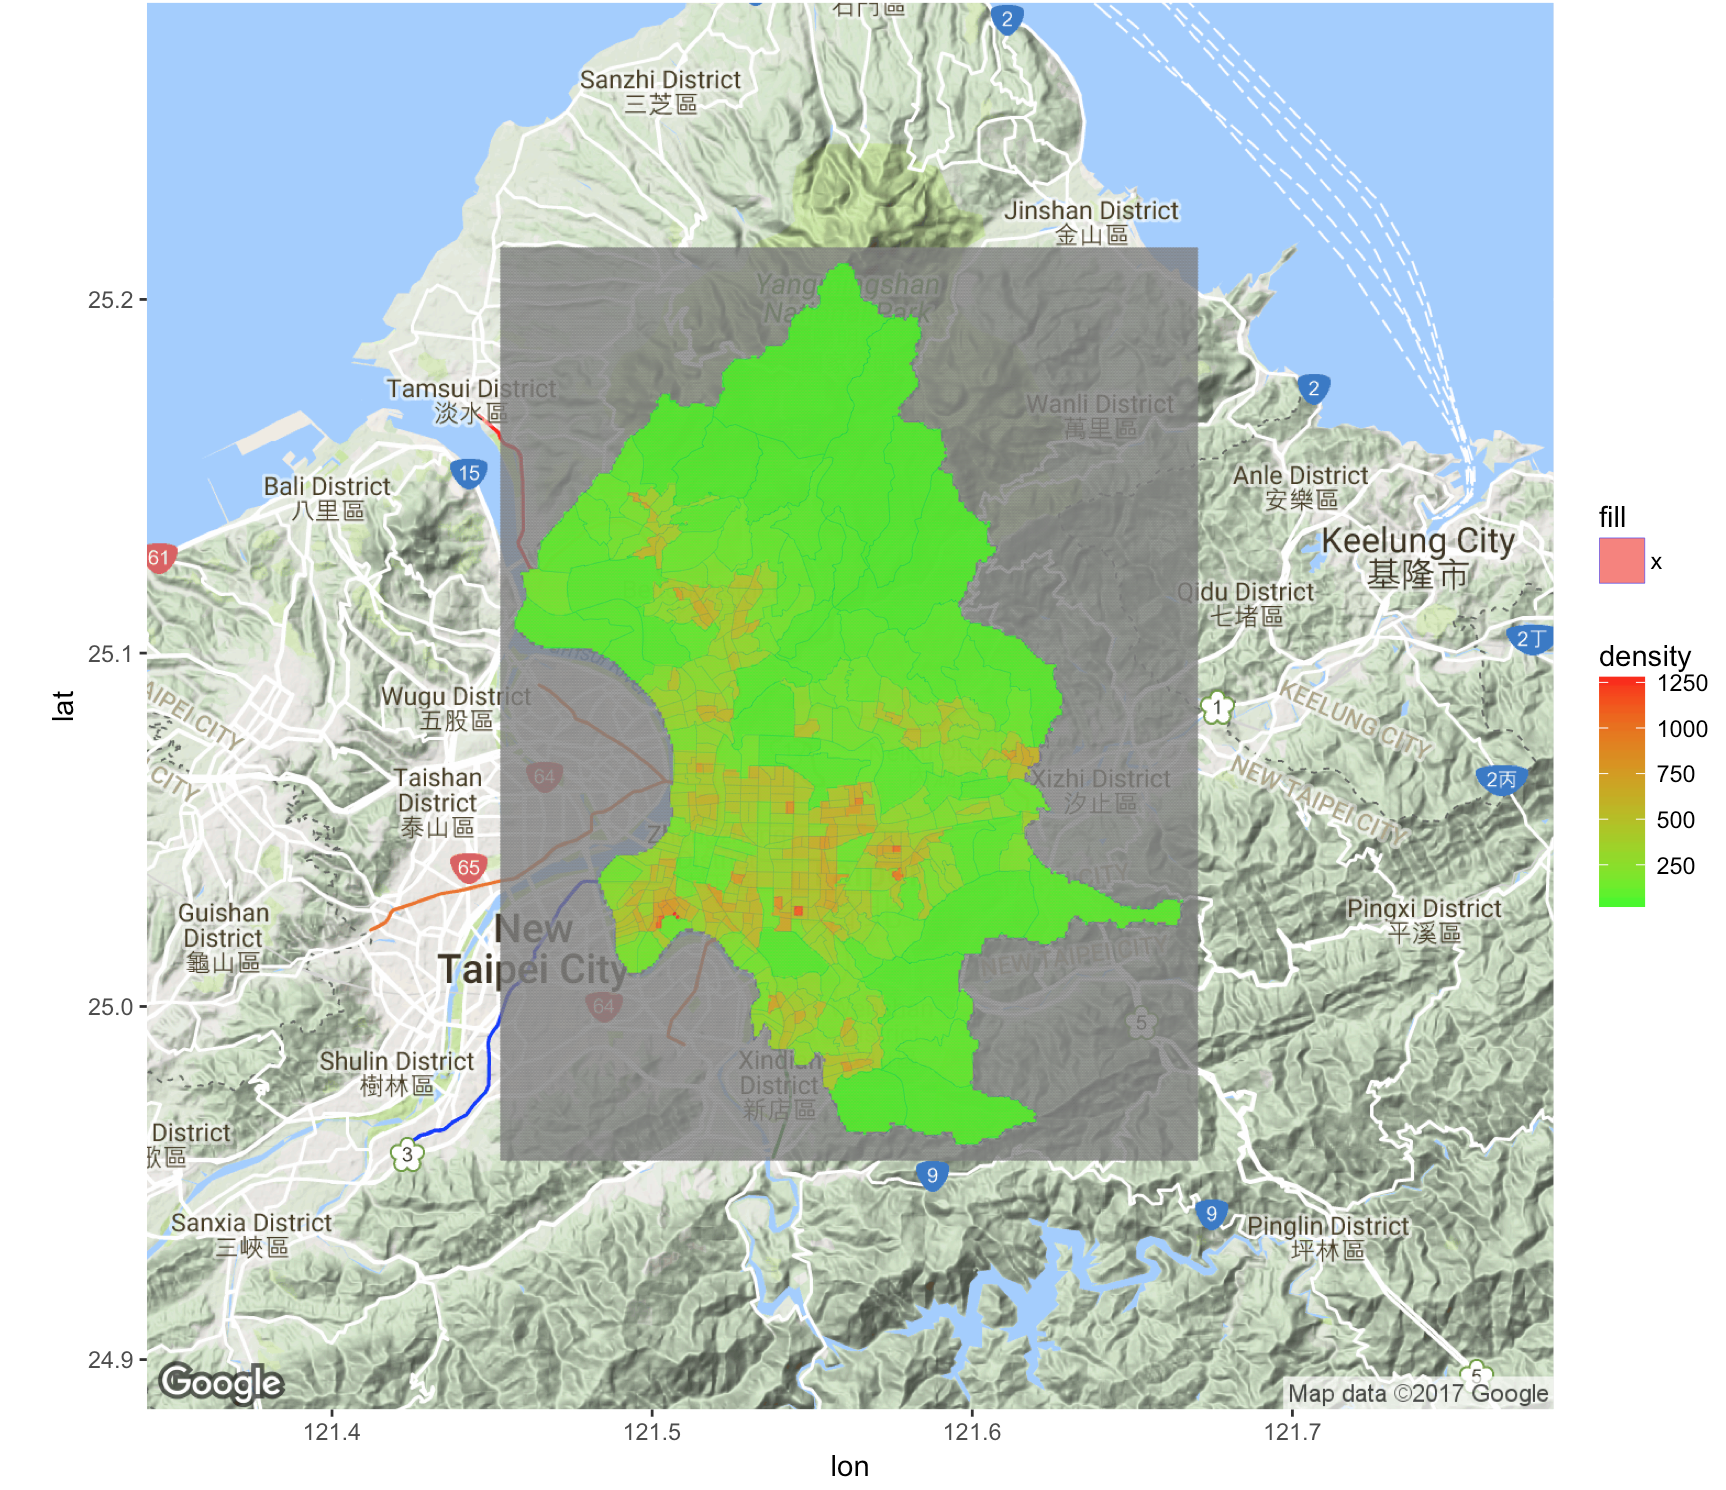 石門區
2
Sanzhi District
三芝區
Jinshan District
金山區
25.2
Tamsui District
淡水區
Wanli District
萬里區
2
15
Bali District
八里區
Anle District
安樂區
Keelung City
基隆市
61
Qidu District
七堵區
2丁
25.1
lat
Wugu District
五股區
1
KEELUNG CITY
NEW TAIPEI CITY
AIPEI CITY
CITY
64
Taishan
District
泰山區
Xizhi District
汐止區
2丙
65
CITY
Guishan
District
龜山區
New
Taipei City
Pingxi District
平溪區
NEW TAIPEI CITY
25.0
64
5
Shulin District
樹林區
Xindian
District
新店區
District
歌區
3
9
9
Sanxia District
三峽區
Pinglin District
坪林區
24.9
Google
5
Map data ©2017 Google
121.4
121.5
121.6
121.7
lon
fill
x
density
1250
1000
750
500
250